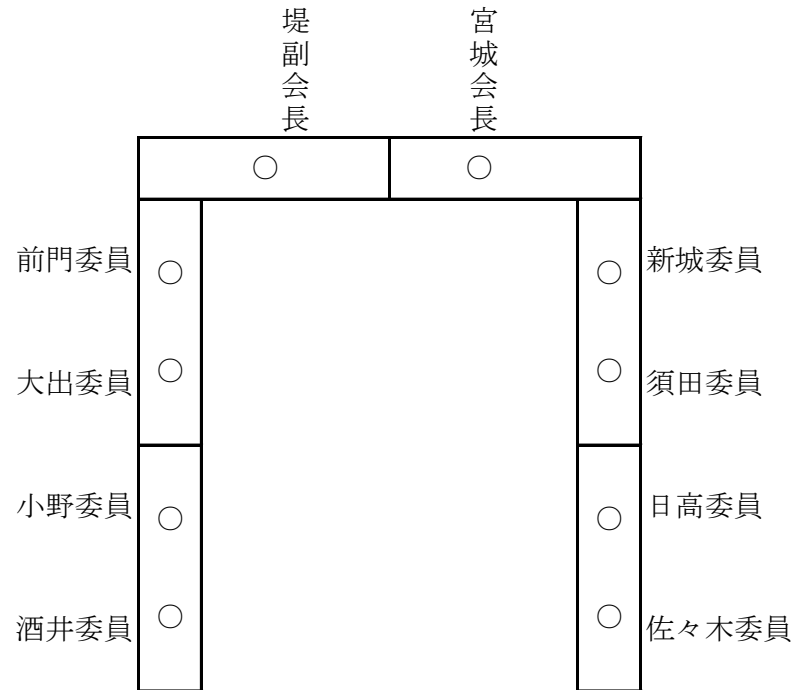 堤副会長
宮城会長
前門委員
新城委員
大出委員
須田委員
小野委員
日高委員
酒井委員
佐々木委員